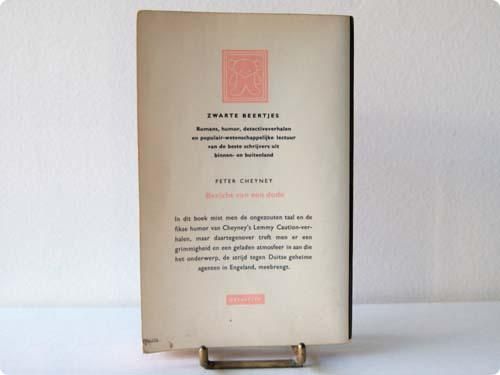 ZWARTE BEERTJES
Romans, humor, detectiveverhalen
en populair-wetenschappelijke lectuur
van de beste schrijvers uit
binnen- en buitenland
PETER CHEYNEY
Bericht van een dode
In dit boek mist men de ongezouten taal en de
fikse humor van Cheyney's Lemmy Caution-ver-
halen, maar daartegenover treft men er een
grimmigheid en een geladen atmosfeer in aan die
het onderwerp, de strijd tegen Duitse geheime
agenten in Engeland, meebrengt.
DETECTIVE